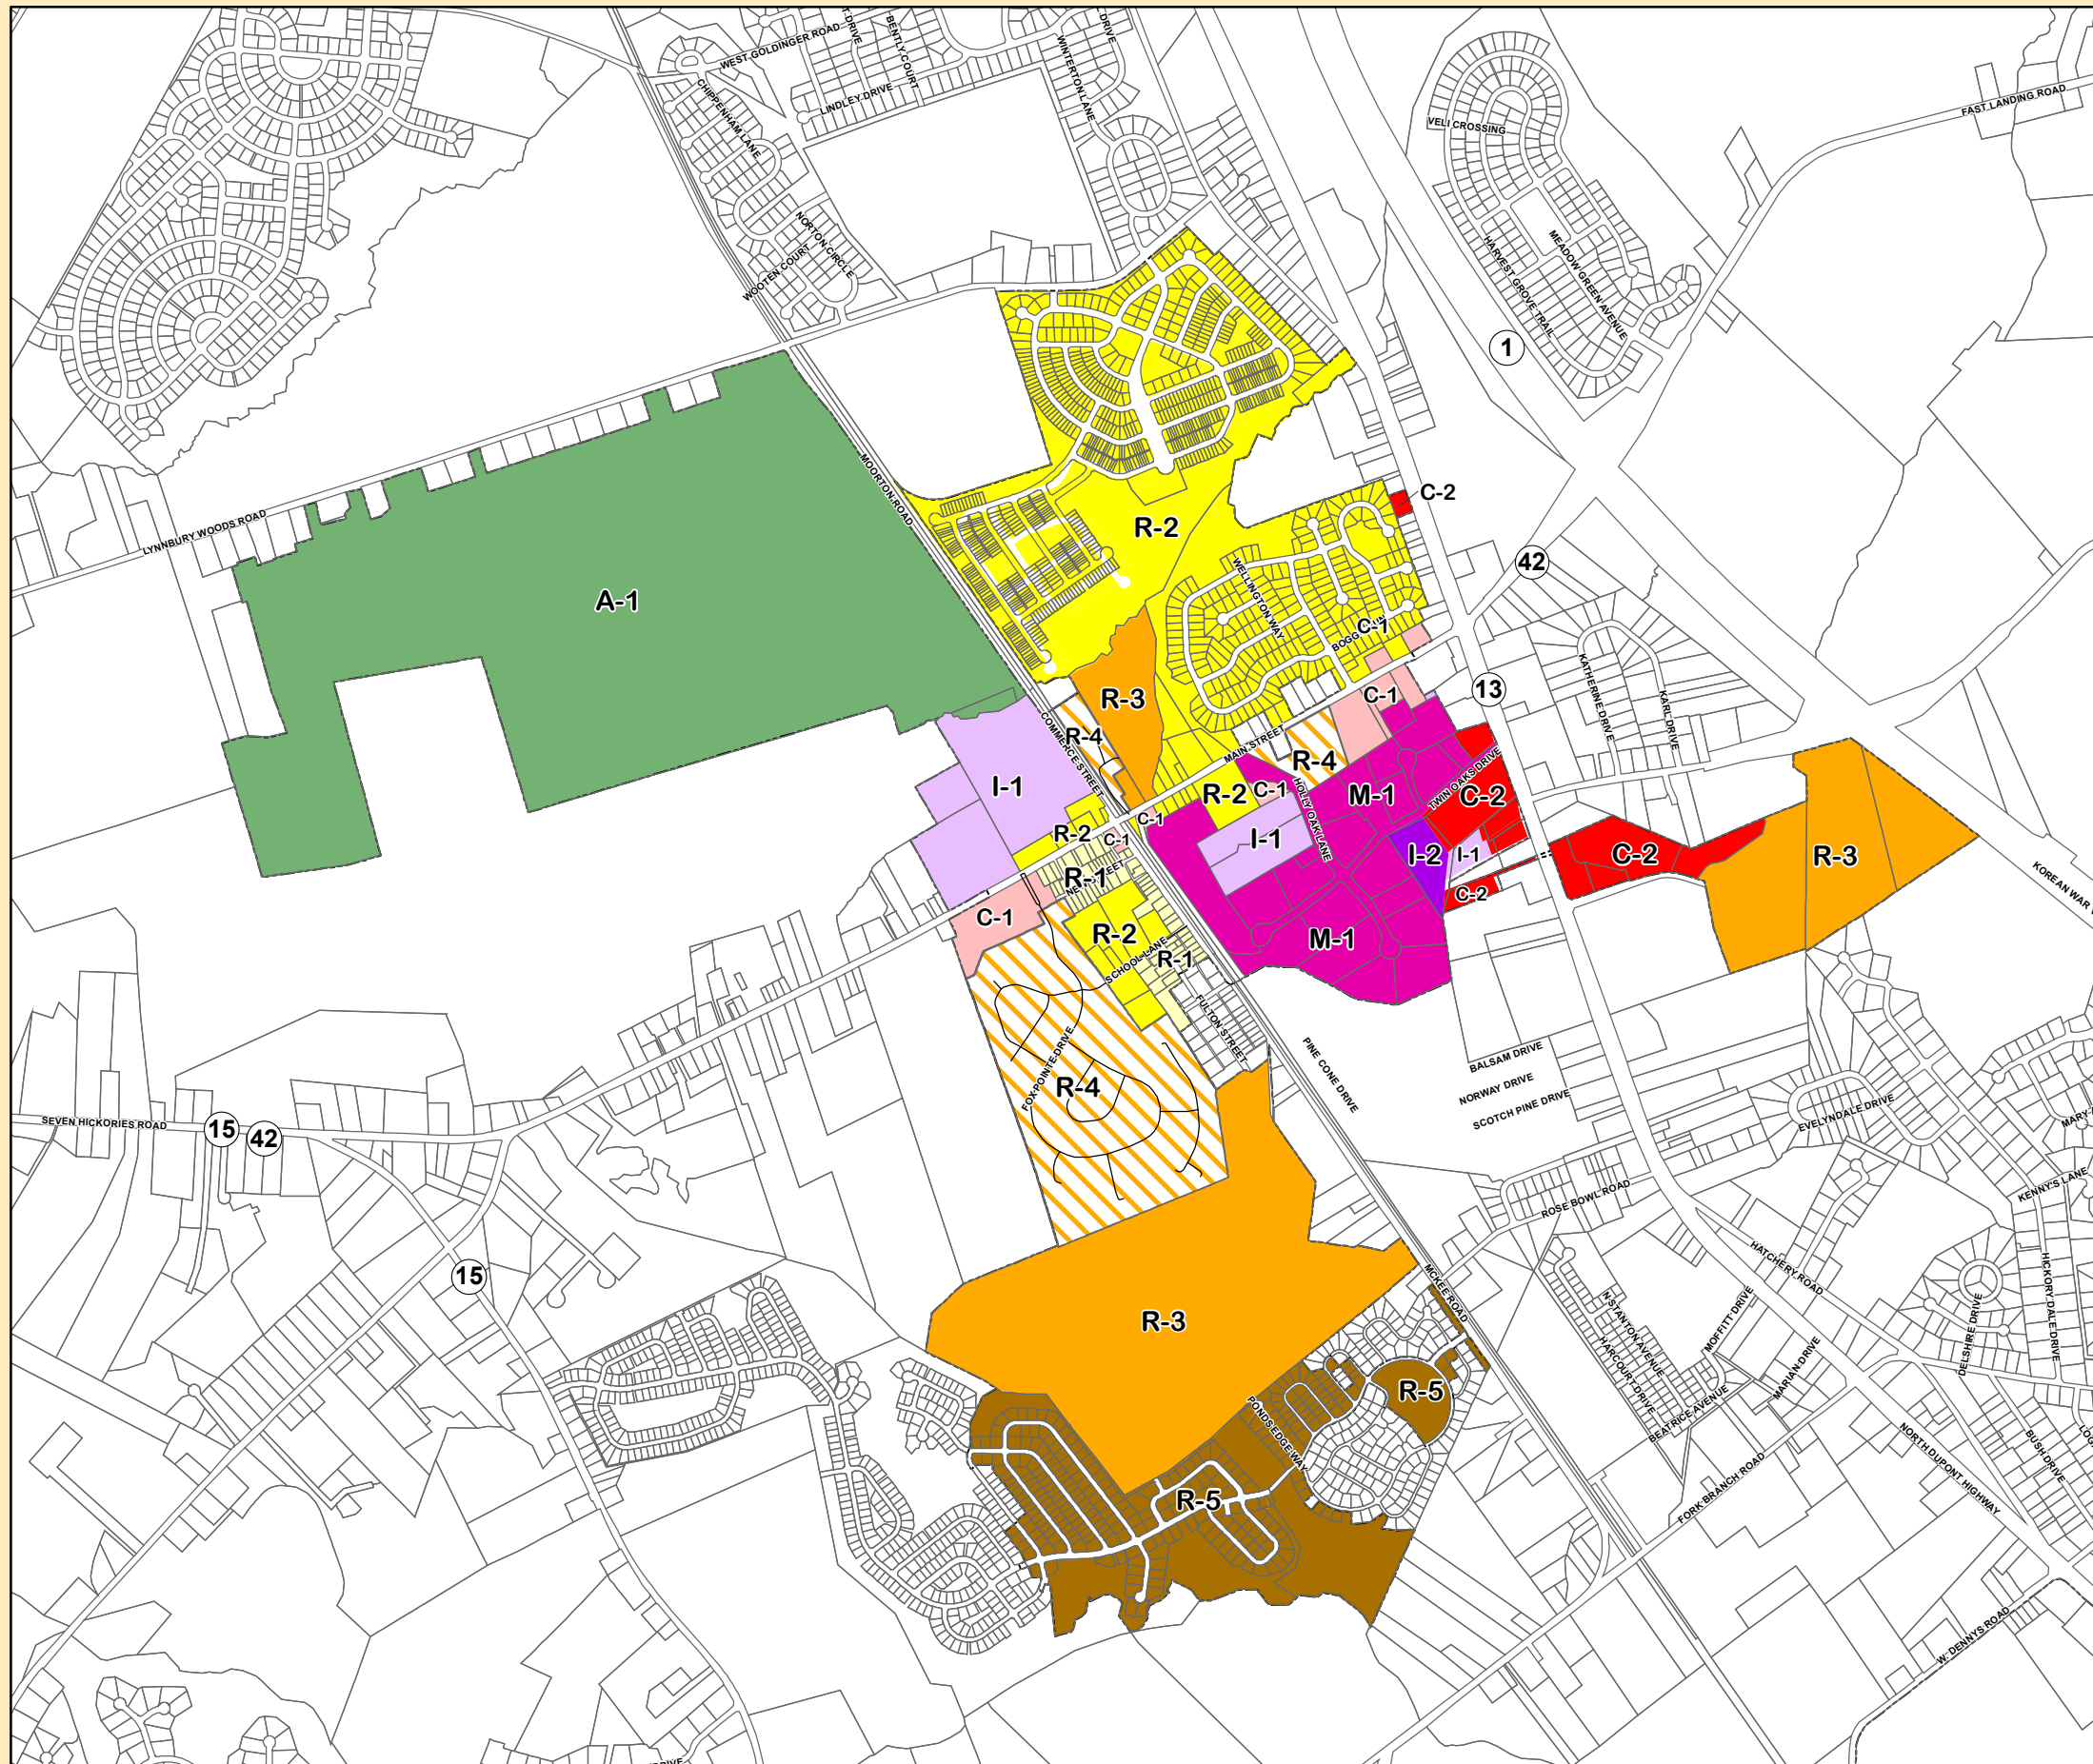 WEST GOLDINGER ROAD
BENTLY COURT
DRIVE
WINTERTON LANE
LINDLEY DRIVE
CHIPPENHAM LANE
FAST LANDING ROAD
VELI CROSSING
NORTON CIRCLE
WOOTEN COURT
HARVEST GROVE TRAIL
MEADOW GREEN AVENUE
1
MOORTON ROAD
LYNNBURY WOODS ROAD
C-2
R-2
42
A-1
WELLINGTON WAY
C-1
KATHERINE DRIVE
KARL DRIVE
R-3
C-1
13
R-4
COMMERCE STREET
MAIN STREET
R-4
I-1
R-2
C-1
HOLLY OAK LANE
M-1
TWIN OAKS DRIVE
C-2
C-1
R-2
C-1
I-1
I-2
I-1
C-2
R-3
R-1
C-2
KOREAN WAR
C-1
R-2
M-1
SCHOOL LANE
R-1
FULTON STREET
PINE CONE DRIVE
BALSAM DRIVE
NORWAY DRIVE
SCOTCH PINE DRIVE
FOX POINTE DRIVE
R-4
EVELYNDALE DRIVE
SEVEN HICKORIES ROAD
15
42
KENNY'S LANE
ROSE BOWL ROAD
15
MCKEE ROAD
HATCHERY ROAD
HICKORY DALE DRIVE
R-3
N STANTON AVENUE
MOFFITT DRIVE
DELSHIRE DRIVE
HARCOURT DRIVE
MARIAN DRIVE
R-5
BEATRICE AVENUE
PONDS EDGE WAY
NORTH DUPONT HIGHWAY
BUSH DRIVE
R-5
FORK BRANCH ROAD
W. DENNYS ROAD